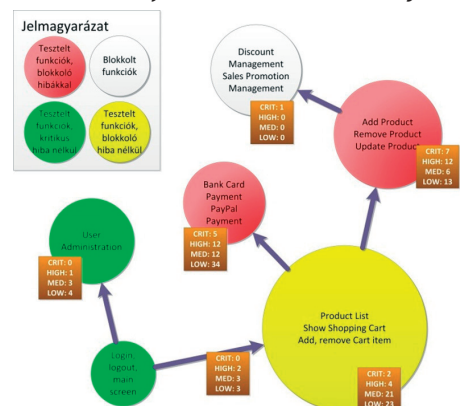 Jelmagyarázat
Tesztelt
funkciók,
blokkoló
hibákkal
Blokkolt
funkciók
Tesztelt
funkciók,
kritikus
hiba nélkül
Tesztelt
funkciók,
blokkoló
hiba nélkül
Discount
Management
Sales Promotion
Management
CRIT: 1
HIGH: 0
MED: 0
LOW: 0
Add Product
Remove Product
Update Product
CRIT: 7
HIGH: 12
MED: 6
LOW: 13
Bank Card
Payment
PayPal
Payment
CRIT: 5
HIGH: 12
MED: 12
LOW: 34
User
Administration
CRIT: 0
HIGH: 1
MED: 3
LOW: 4
Product List
Show Shopping Cart
Add, remove Cart item
CRIT: 2
HIGH: 4
MED: 21
LOW: 23
Login,
logout,
main
screen
CRIT: 0
HIGH: 2
MED: 3
LOW: 3